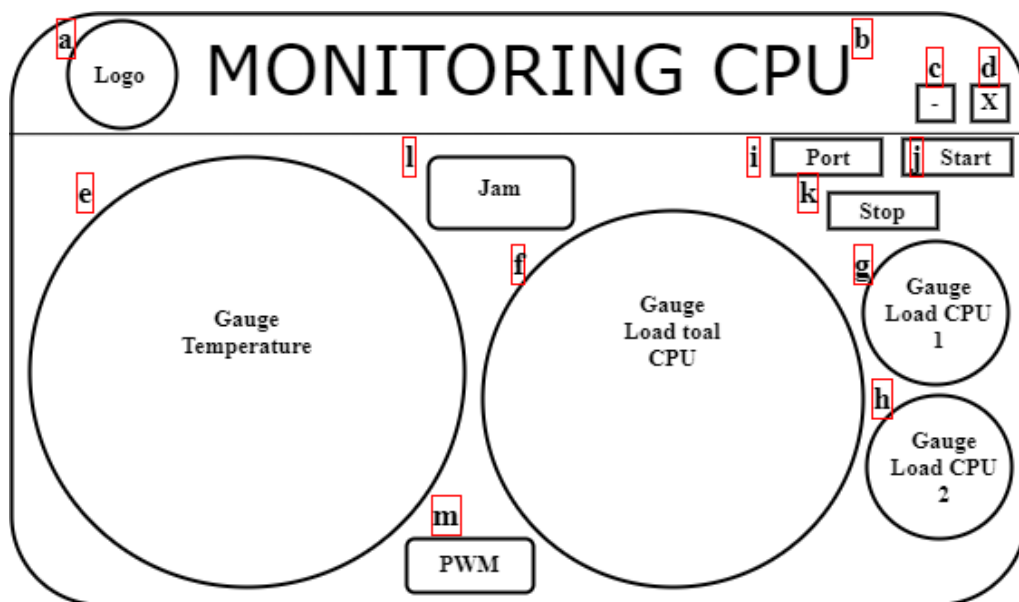 a
Logo
MONITORING CPU
b
c
-
d
X
l
Jam
i
Port
j
Start
k
Stop
e
Gauge
Temperature
f
Gauge
Load toal
CPU
g
Gauge
Load CPU
1
h
Gauge
Load CPU
2
m
PWM